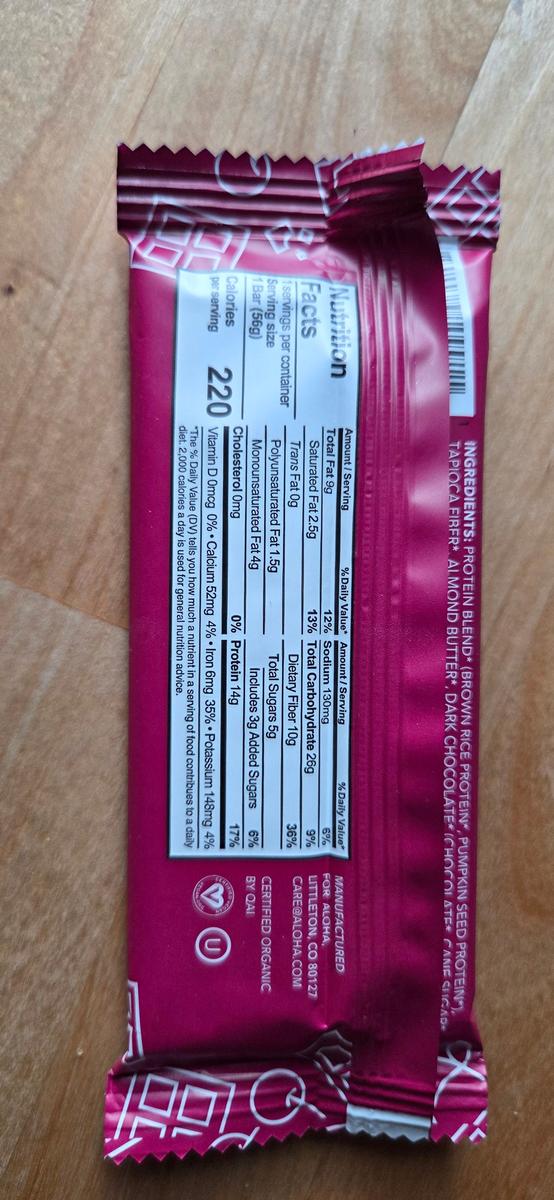 INGREDIENTS: PROTEIN BLEND* (BROWN RICE PROTEIN*, PUMPKIN SEED PROTEIN*),
TAPIOCA FIBER*, ALMOND BUTTER*, DARK CHOCOLATE* (CHOCOLATE*, CANE SUGAR*
Nutrition
Facts
1 servings per container
Serving size
1 Bar (56g)
Calories
per serving
220
Amount / Serving % Daily Value*
Total Fat 9g 12%
Saturated Fat 2.5g 13%
Trans Fat 0g
Polyunsaturated Fat 1.5g
Monounsaturated Fat 4g
Cholesterol 0mg 0%
Amount / Serving % Daily Value*
Sodium 130mg 6%
Total Carbohydrate 26g 9%
Dietary Fiber 10g 36%
Total Sugars 5g
Includes 3g Added Sugars 6%
Protein 14g 17%
Vitamin D 0mcg 0% • Calcium 52mg 4% • Iron 6mg 35% • Potassium 148mg 4%
*The % Daily Value (DV) tells you how much a nutrient in a serving of food contribues to a daily
diet. 2,000 calories a day is used for general nutrition advice.
MANUFACTURED
FOR ALOHA,
LITTLETON, CO 80127
CARE@ALOHA.COM
CERTIFIED ORGANIC
BY QAI
U